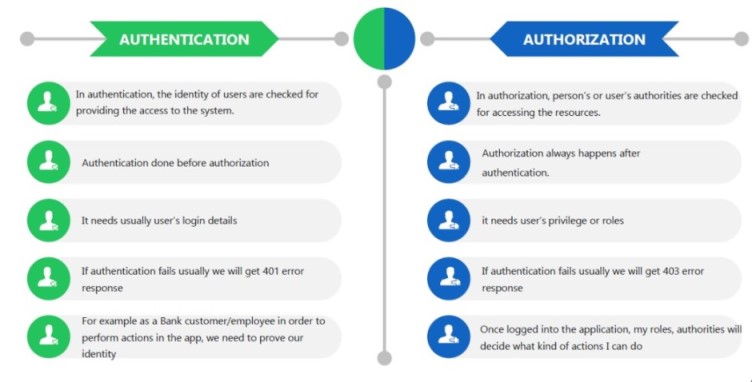 AUTHENTICATION
In authentication, the identity of users are checked for
providing the access to the system.
Authentication done before authorization
It needs usually user's login details
If authentication fails usually we will get 401 error
response
For example as a Bank customer/employee in order to
perform actions in the app, we need to prove our
identity
AUTHORIZATION
In authorization, person's or user's authorities are checked
for accessing the resources.
Authorization always happens after
authentication.
it needs user's privilege or roles
If authentication fails usually we will get 403 error
response
Once logged into the application, my roles, authorities will
decide what kind of actions I can do